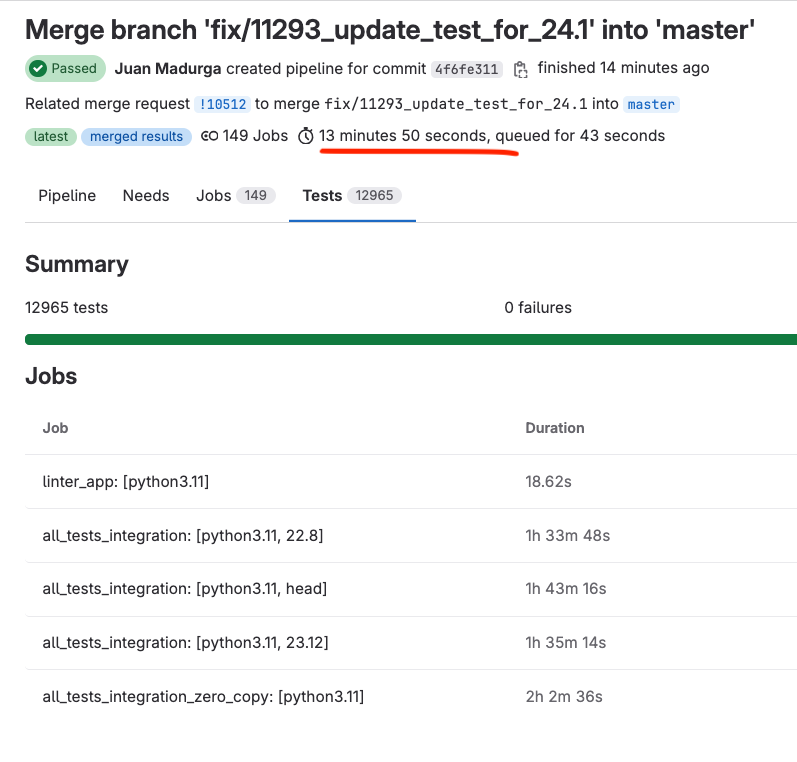 Merge branch 'fix/11293_update_test_for_24.1' into 'master'
Passed Juan Madurga created pipeline for commit 4f6fe311 finished 14 minutes ago
Related merge request !10512 to merge fix/11293_update_test_for_24.1 into master
latest merged results 149 Jobs 13 minutes 50 seconds, queued for 43 seconds
Pipeline Needs Jobs 149 Tests 12965
Summary
12965 tests 0 failures
Jobs
Job Duration
linter_app: [python3.11] 18.62s
all_tests_integration: [python3.11, 22.8] 1h 33m 48s
all_tests_integration: [python3.11, head] 1h 43m 16s
all_tests_integration: [python3.11, 23.12] 1h 35m 14s
all_tests_integration_zero_copy: [python3.11] 2h 2m 36s